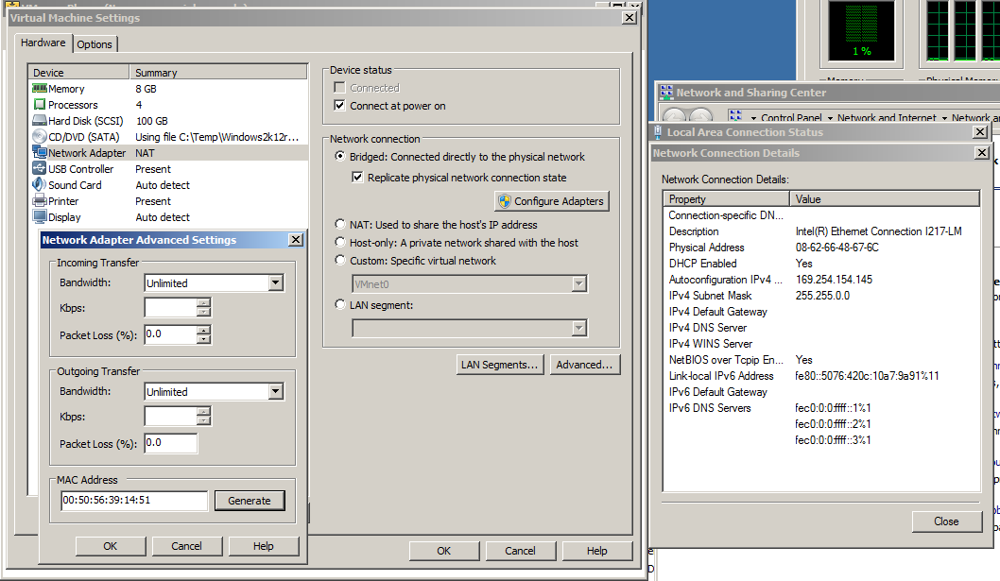 Virtual Machine Settings
Hardware
Options
Device Summary
Memory 8 GB
Processors 4
Hard Disk (SCSI) 100 GB
CD/DVD (SATA) Using file C:\Temp\Windows2k12r...
Network Adapter NAT
USB Controller Present
Sound Card Auto detect
Printer Present
Display Auto detect
Device status
Connected
Connect at power on
Network connection
Bridged: Connected directly to the physical network
Replicate physical network connection state
Configure Adapters
NAT: Used to share the host's IP address
Host-only: A private network shared with the host
Custom: Specific virtual network
VMnet0
LAN segment:
LAN Segments...
Advanced...
OK
Cancel
Help
Network Adapter Advanced Settings
Incoming Transfer
Bandwidth: Unlimited
Kbps:
Packet Loss (%): 0.0
Outgoing Transfer
Bandwidth: Unlimited
Kbps:
Packet Loss (%): 0.0
MAC Address
00:50:56:39:14:51
Generate
OK
Cancel
Help
1 %
Network and Sharing Center
Control Panel
Network and Internet
Local Area Connection Status
Network Connection Details
Network Connection Details:
Property Value
Connection-specific DN...
Description Intel(R) Ethernet Connection I217-LM
Physical Address 08-62-66-48-67-6C
DHCP Enabled Yes
Autoconfiguration IPv4 ... 169.254.154.145
IPv4 Subnet Mask 255.255.0.0
IPv4 Default Gateway
IPv4 DNS Server
IPv4 WINS Server
NetBIOS over Tcpip En... Yes
Link-local IPv6 Address fe80::5076:420c:10a7:9a91%11
IPv6 Default Gateway
IPv6 DNS Servers fec0:0:0:ffff::1%1
fec0:0:0:ffff::2%1
fec0:0:0:ffff::3%1
Close